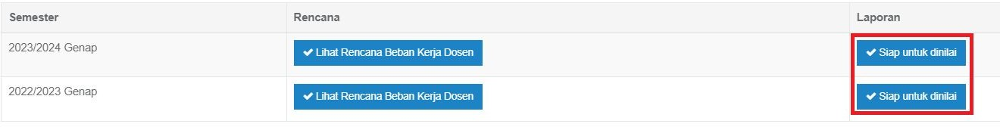 Semester Rencana Laporan
2023/2024 Genap Lihat Rencana Beban Kerja Dosen Siap untuk dinilai
2022/2023 Genap Lihat Rencana Beban Kerja Dosen Siap untuk dinilai